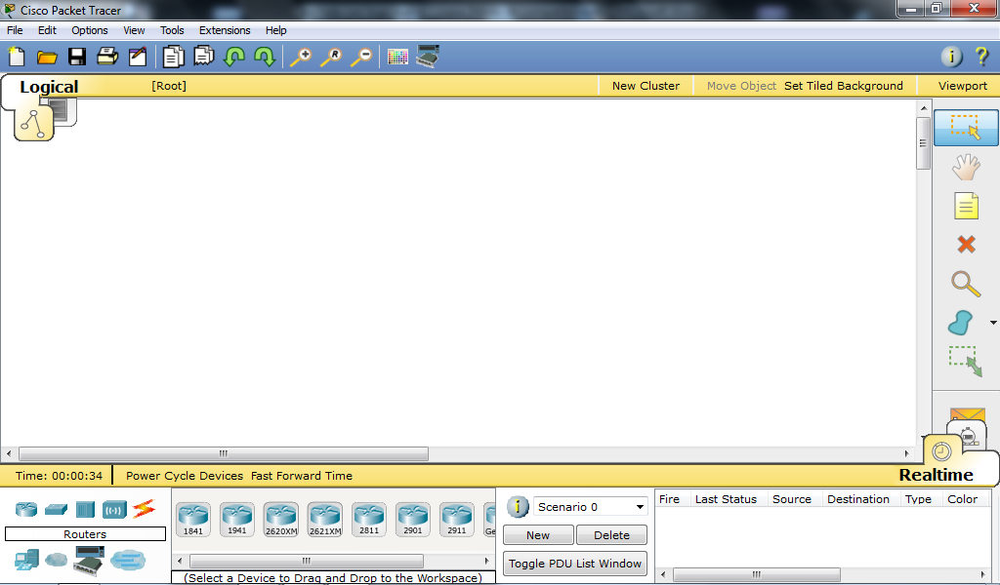 Cisco Packet Tracer
File Edit Options View Tools Extensions Help
R
i ?
Logical [Root] New Cluster Move Object Set Tiled Background Viewport
Time: 00:00:34 Power Cycle Devices Fast Forward Time Realtime
1841 1941 2620XM 2621XM 2811 2901 2911 Ge
Routers
(Select a Device to Drag and Drop to the Workspace)
i Scenario 0
New Delete
Toggle PDU List Window
Fire Last Status Source Destination Type Color